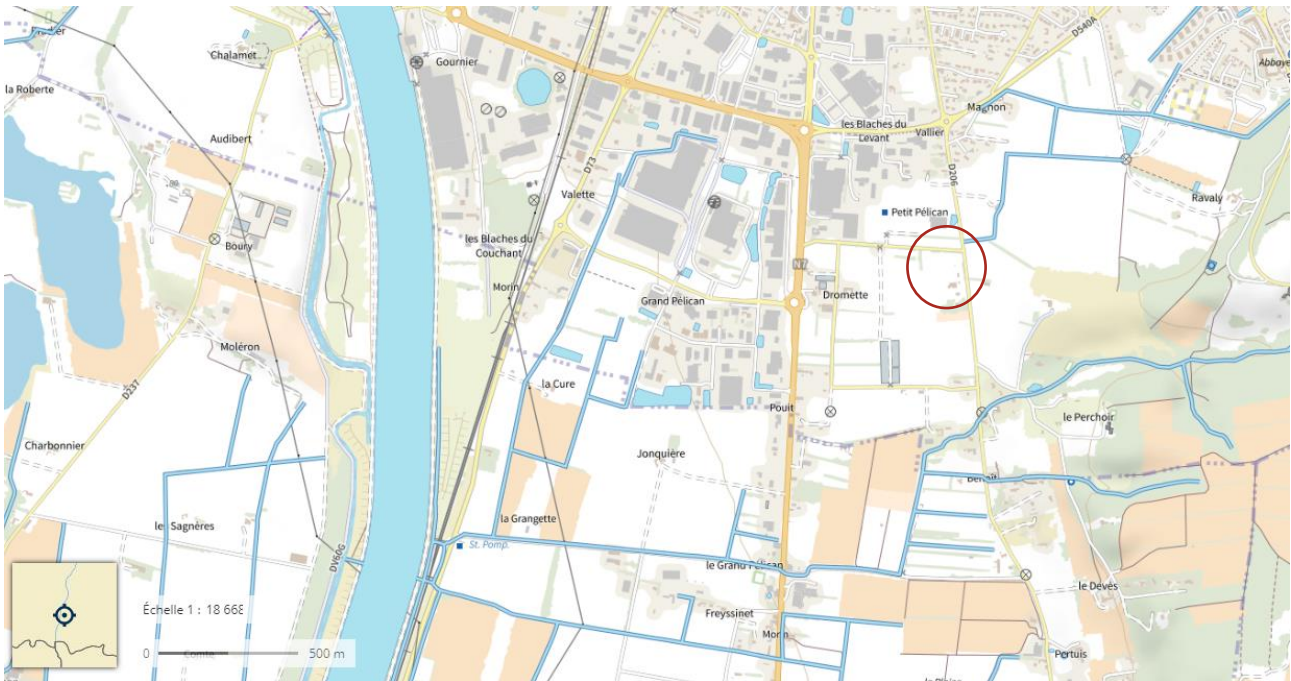 D540A
Chalamet
Gournier
Abbaye
la Roberte
Magnon
les Blaches du
Levant
Vallier
Audibert
D73
D206
Valette
Ravaly
Petit Pélican
les Blaches du
Couchant
Boury
N7
Morin
Grand Pélican
Dromette
Moléron
la Cure
D237
Pouit
le Perchoir
Charbonnier
Jonquière
la Grangette
les Sagnères
St. Pomp.
DV60G
le Grand Pélican
le Devès
Échelle 1 : 18 668
Freyssinet
Morin
0
500 m
Comte
Pertuis